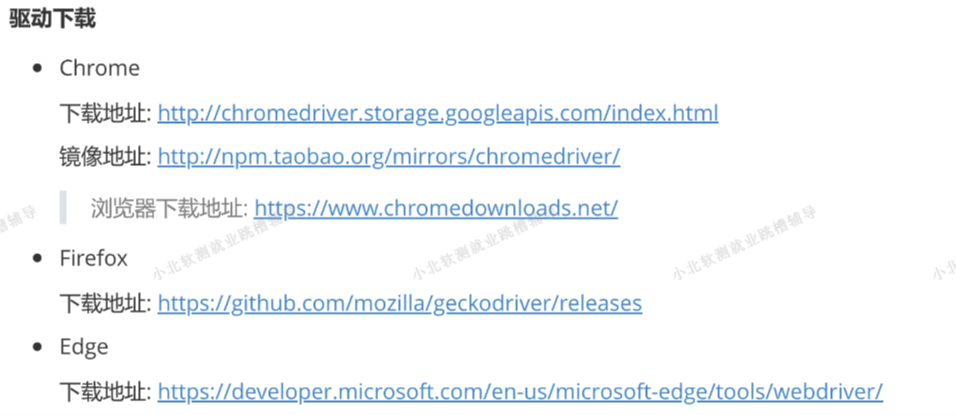 驱动下载
Chrome
下载地址: http://chromedriver.storage.googleapis.com/index.html
镜像地址: http://npm.taobao.org/mirrors/chromedriver/
浏览器下载地址: https://www.chromedownloads.net/
槽辅导
小北软测就业跳槽辅导
小北软测就业跳槽辅导
小北软测就业跳槽辅导
小
Firefox
下载地址: https://github.com/mozilla/geckodriver/releases
Edge
下载地址: https://developer.microsoft.com/en-us/microsoft-edge/tools/webdriver/